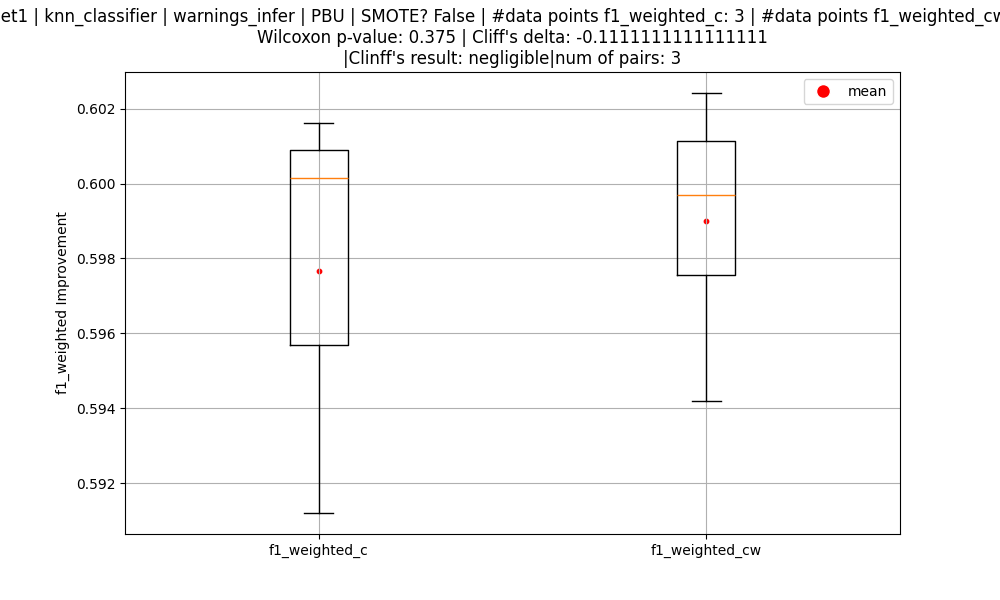 et1 | knn_classifier | warnings_infer | PBU | SMOTE? False | #data points f1_weighted_c: 3 | #data points f1_weighted_cw
Wilcoxon p-value: 0.375 | Cliff's delta: -0.1111111111111111
|Clinff's result: negligible|num of pairs: 3
mean
0.602
0.600
0.598
0.596
0.594
0.592
f1_weighted Improvement
f1_weighted_c
f1_weighted_cw